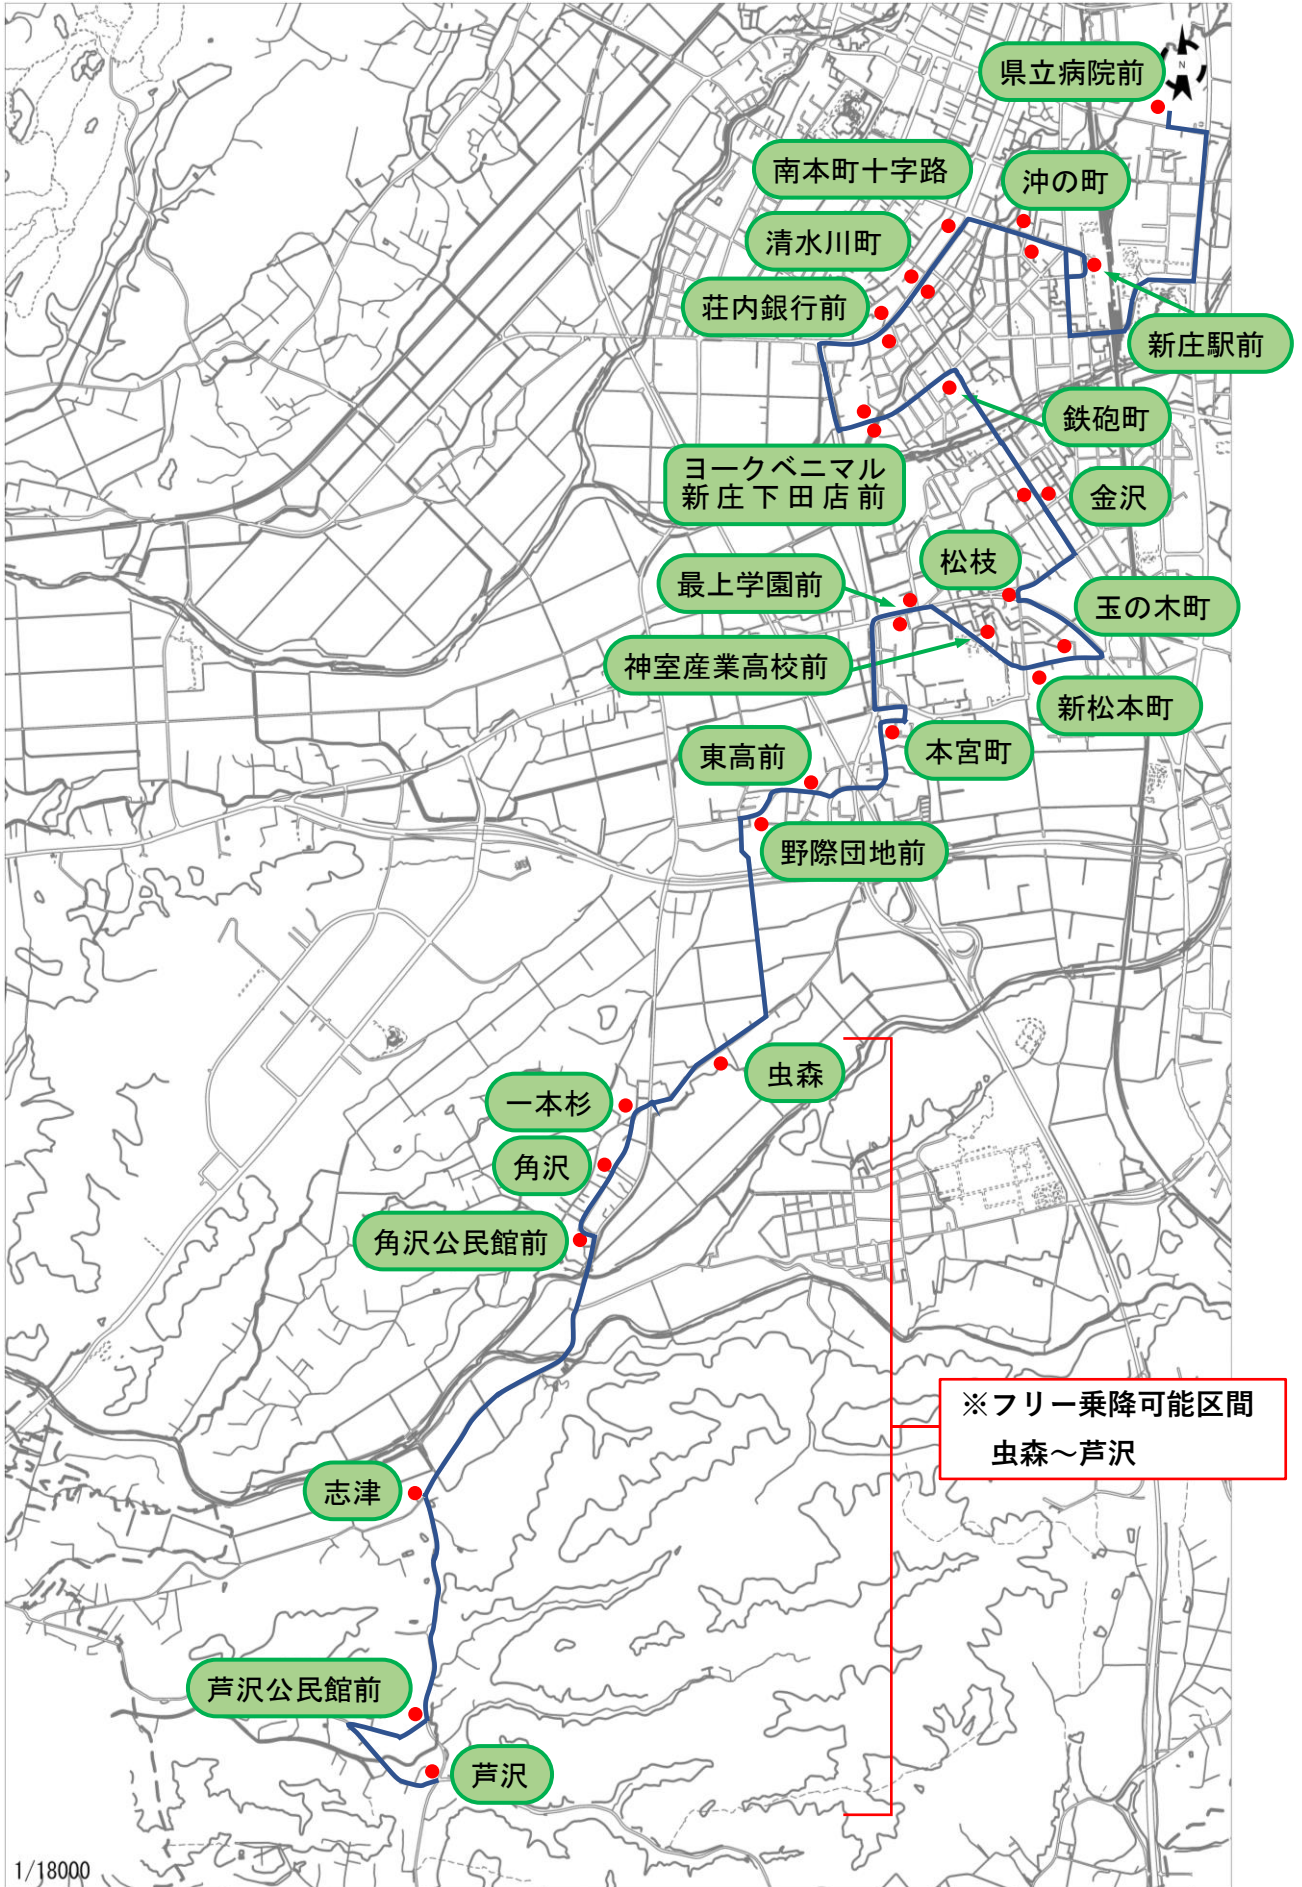 県立病院前
N
南本町十字路
沖の町
清水川町
荘内銀行前
新庄駅前
鉄砲町
ヨークベニマル
新庄下田店前
金沢
松枝
最上学園前
玉の木町
神室産業高校前
新松本町
本宮町
東高前
野際団地前
虫森
一本杉
角沢
角沢公民館前
※フリー乗降可能区間
虫森～芦沢
志津
芦沢公民館前
芦沢
1/18000